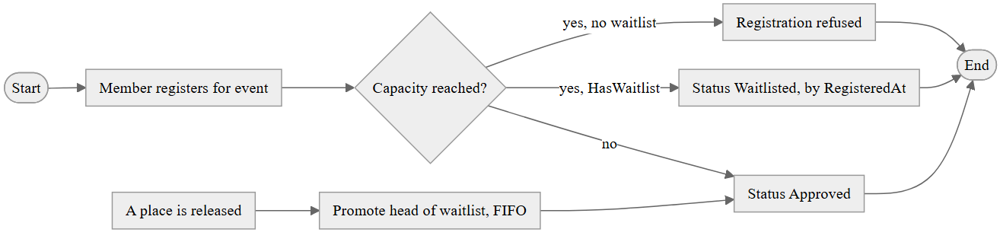 Start
Member registers for event
Capacity reached?
yes, no waitlist
Registration refused
yes, HasWaitlist
Status Waitlisted, by RegisteredAt
no
Status Approved
End
A place is released
Promote head of waitlist, FIFO